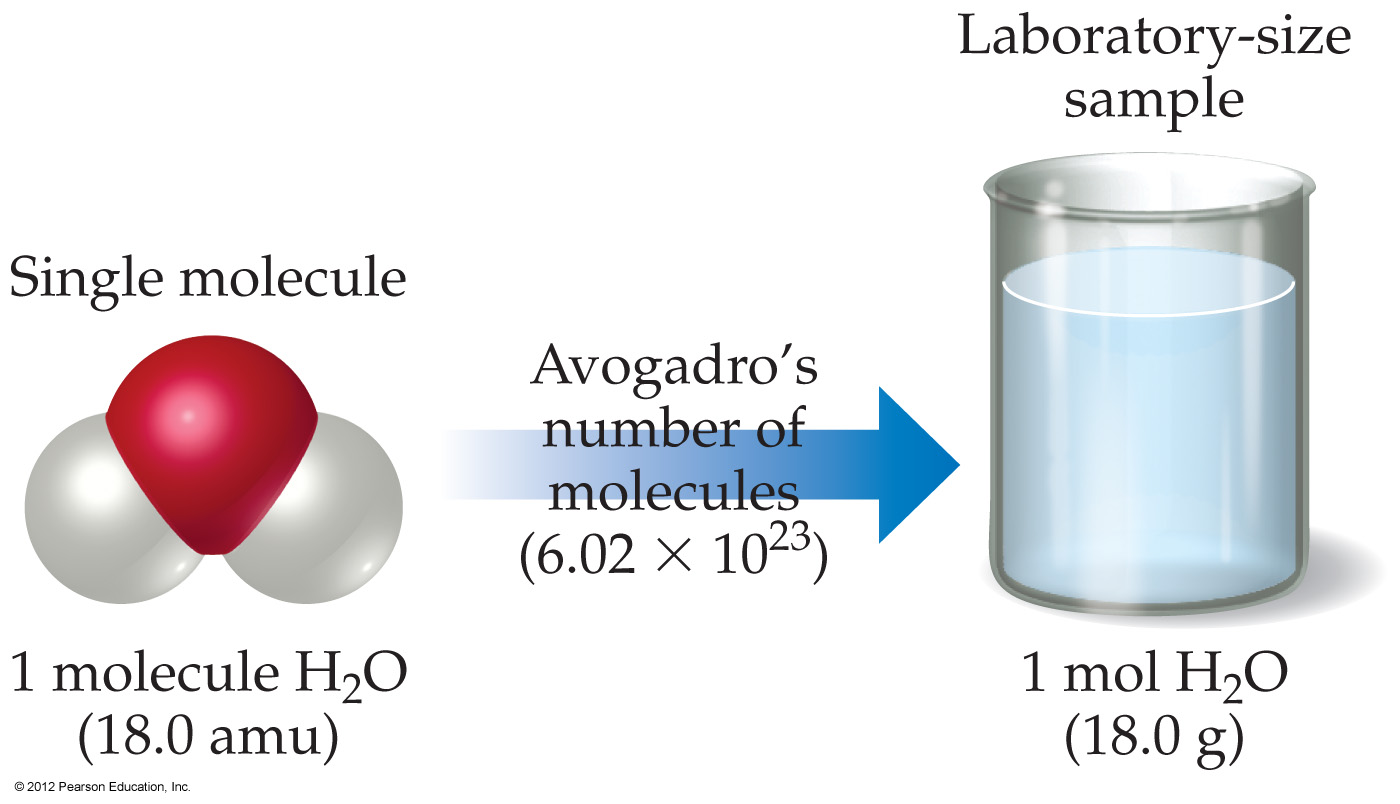 Laboratory-size
sample
Single molecule
Avogadro's
number of
molecules
(6.02 × 10²³)
1 molecule H₂O
(18.0 amu)
1 mol H₂O
(18.0 g)
© 2012 Pearson Education, Inc.